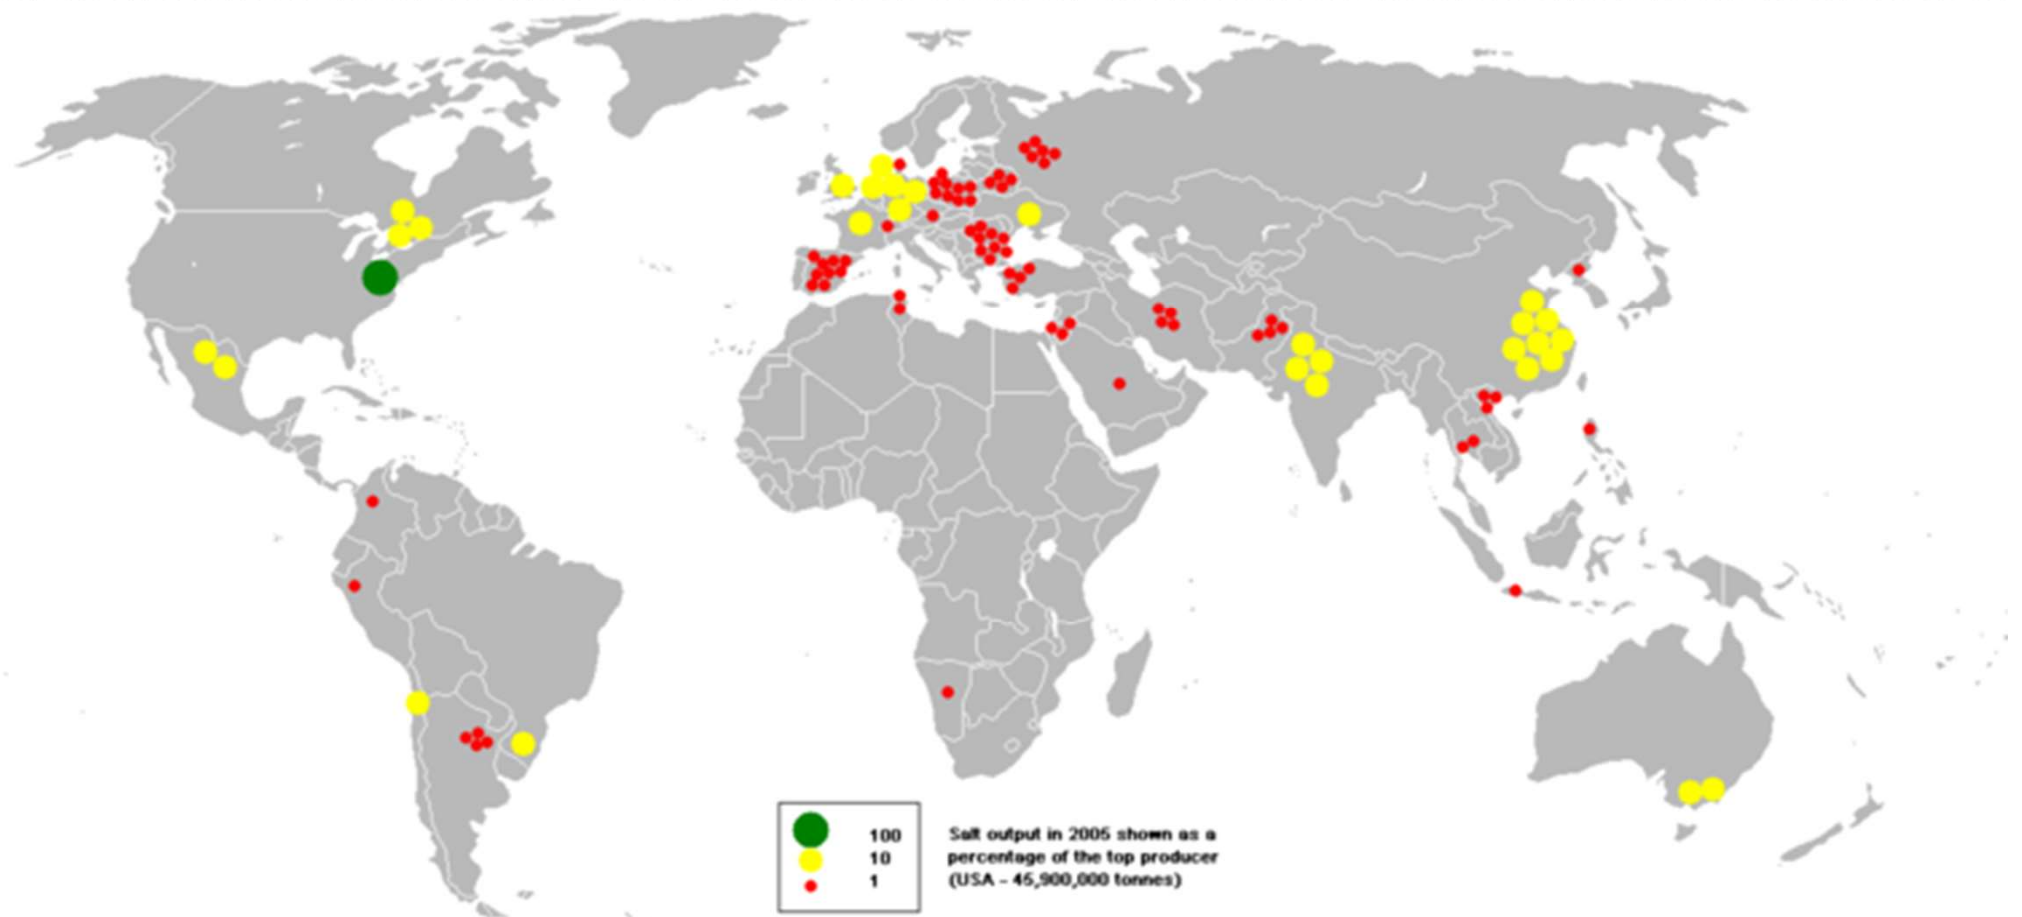 100
10
1
Salt output in 2005 shown as a
percentage of the top producer
(USA - 45,900,000 tonnes)